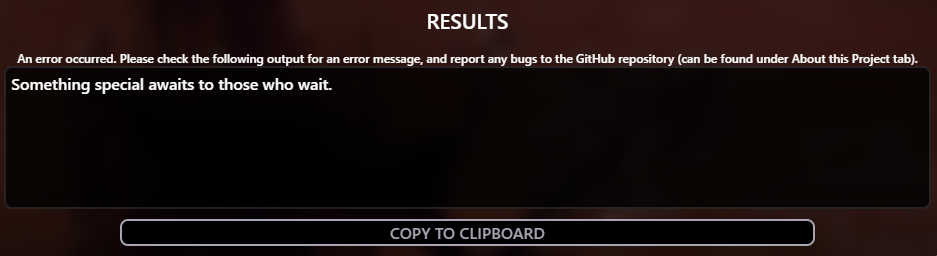 RESULTS
An error occurred. Please check the following output for an error message, and report any bugs to the GitHub repository (can be found under About this Project tab).
Something special awaits to those who wait.
COPY TO CLIPBOARD